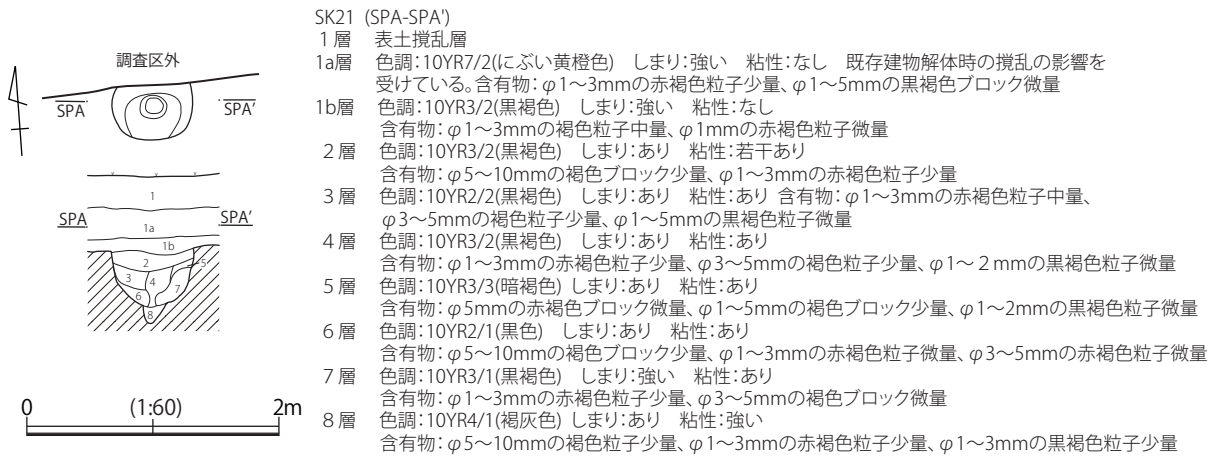 調査区外
SPA SPA'
1
SPA SPA'
1a
1b
2
5
3 4
6 7
8
0 (1:60) 2m
SK21 (SPA-SPA')
1層 表土撹乱層
1a層 色調:10YR7/2(にぶい黄橙色) しまり:強い 粘性:なし 既存建物解体時の撹乱の影響を
受けている。含有物:φ1〜3mmの赤褐色粒子少量、φ1〜5mmの黒褐色ブロック微量
1b層 色調:10YR3/2(黒褐色) しまり:強い 粘性:なし
含有物:φ1〜3mmの褐色粒子中量、φ1mmの赤褐色粒子微量
2層 色調:10YR3/2(黒褐色) しまり:あり 粘性:若干あり
含有物:φ5〜10mmの褐色ブロック少量、φ1〜3mmの赤褐色粒子少量
3層 色調:10YR2/2(黒褐色) しまり:あり 粘性:あり 含有物:φ1〜3mmの赤褐色粒子中量、
φ3〜5mmの褐色粒子少量、φ1〜5mmの黒褐色粒子微量
4層 色調:10YR3/2(黒褐色) しまり:あり 粘性:あり
含有物:φ1〜3mmの赤褐色粒子少量、φ3〜5mmの褐色粒子少量、φ1〜2mmの黒褐色粒子微量
5層 色調:10YR3/3(暗褐色) しまり:あり 粘性:あり
含有物:φ5mmの赤褐色ブロック微量、φ1〜5mmの褐色ブロック少量、φ1〜2mmの黒褐色粒子微量
6層 色調:10YR2/1(黒色) しまり:あり 粘性:あり
含有物:φ5〜10mmの褐色ブロック少量、φ1〜3mmの赤褐色粒子微量、φ3〜5mmの赤褐色粒子微量
7層 色調:10YR3/1(黒褐色) しまり:強い 粘性:あり
含有物:φ1〜3mmの赤褐色粒子少量、φ3〜5mmの褐色ブロック微量
8層 色調:10YR4/1(褐灰色) しまり:あり 粘性:強い
含有物:φ5〜10mmの褐色粒子少量、φ1〜3mmの赤褐色粒子少量、φ1〜3mmの黒褐色粒子少量